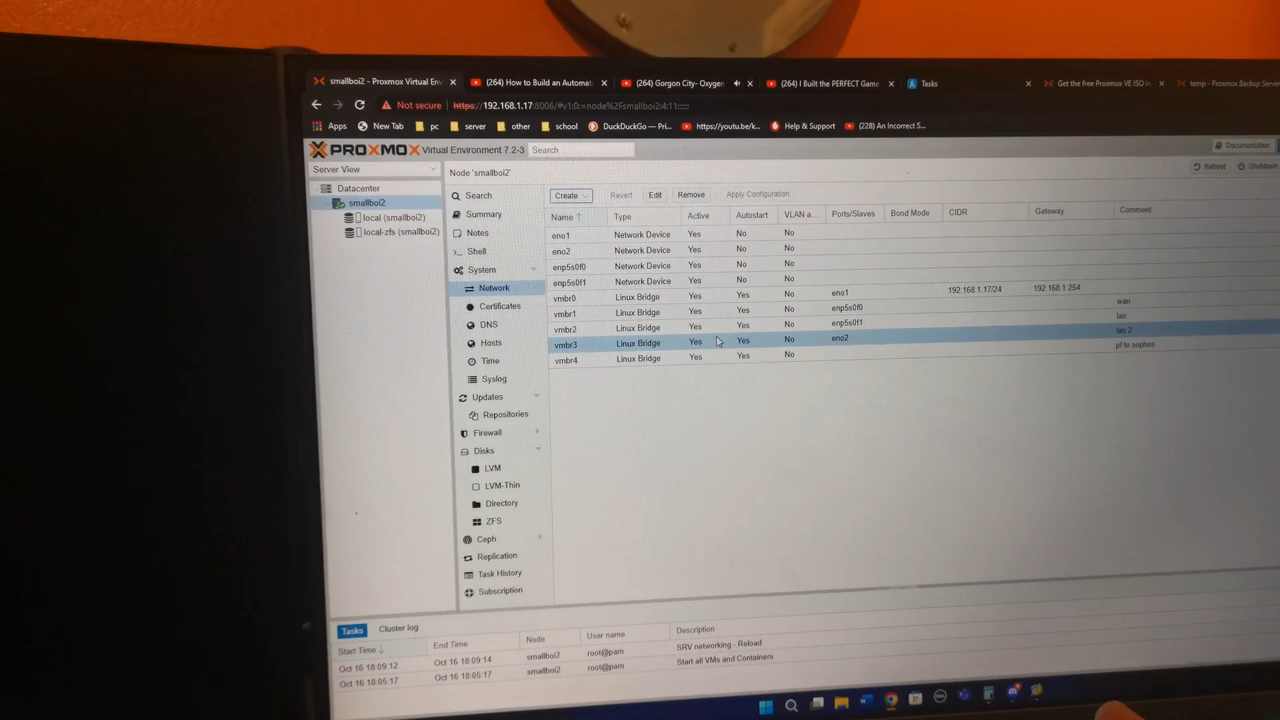 smallboi2 - Proxmox Virtual Env
(264) How to Build an Automat
(264) Gorgon City- Oxygen
(264) I Built the PERFECT Game
Tasks
Get the free Proxmox VE ISO in
temp - Proxmox Backup Server
Not secure https://192.168.1.17:8006/#v1:0:=node%2Fsmallboi2:4:11:::::
Apps New Tab pc server other school DuckDuckGo — Pri... https://youtu.be/k... Help & Support (228) An Incorrect S...
PROXMOX Virtual Environment 7.2-3 Search Documentation
Server View Node 'smallboi2' Reboot Shutdown
Datacenter
smallboi2
local (smallboi2)
local-zfs (smallboi2)
Search
Summary
Notes
Shell
System
Network
Certificates
DNS
Hosts
Time
Syslog
Updates
Repositories
Firewall
Disks
LVM
LVM-Thin
Directory
ZFS
Ceph
Replication
Task History
Subscription
Create Revert Edit Remove Apply Configuration
Name Type Active Autostart VLAN a... Ports/Slaves Bond Mode CIDR Gateway Comment
eno1 Network Device Yes No No
eno2 Network Device Yes No No
enp5s0f0 Network Device Yes No No
enp5s0f1 Network Device Yes No No
vmbr0 Linux Bridge Yes Yes No eno1 192.168.1.17/24 192.168.1.254
vmbr1 Linux Bridge Yes Yes No enp5s0f0 wan
vmbr2 Linux Bridge Yes Yes No enp5s0f1 lan
vmbr3 Linux Bridge Yes Yes No eno2 lan 2
vmbr4 Linux Bridge Yes Yes No pf to sophos
Tasks Cluster log
Start Time End Time Node User name Description
Oct 16 18:09:12 Oct 16 18:09:14 smallboi2 root@pam SRV networking - Reload
Oct 16 18:05:17 Oct 16 18:05:17 smallboi2 root@pam Start all VMs and Containers